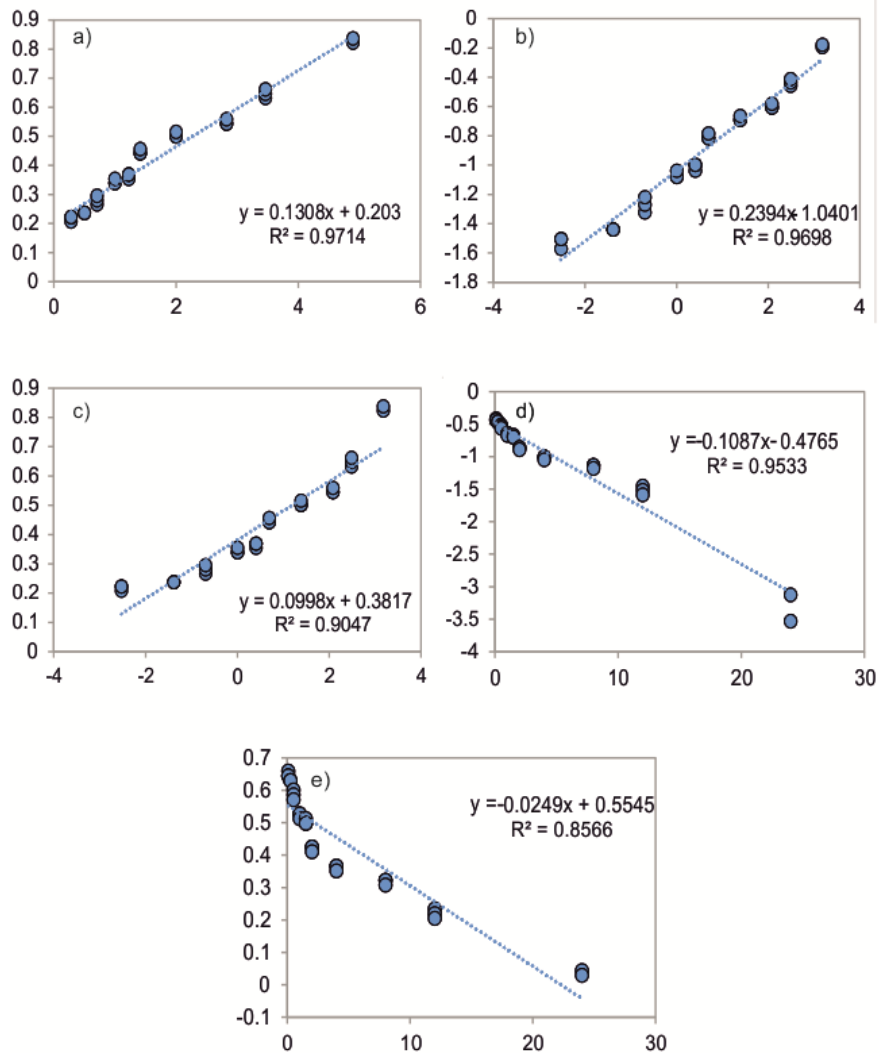 a)
0.9
0.8
0.7
0.6
0.5
0.4
0.3
0.2
0.1
0
y = 0.1308x + 0.203
R² = 0.9714
0 2 4 6
b)
0
-0.2
-0.4
-0.6
-0.8
-1
-1.2
-1.4
-1.6
-1.8
y = 0.2394x-1.0401
R² = 0.9698
-4 -2 0 2 4
c)
0.9
0.8
0.7
0.6
0.5
0.4
0.3
0.2
0.1
0
y = 0.0998x + 0.3817
R² = 0.9047
-4 -2 0 2 4
d)
0
-0.5
-1
-1.5
-2
-2.5
-3
-3.5
-4
y =-0.1087x- 0.4765
R² = 0.9533
0 10 20 30
e)
0.7
0.6
0.5
0.4
0.3
0.2
0.1
0
-0.1
y =-0.0249x + 0.5545
R² = 0.8566
0 10 20 30